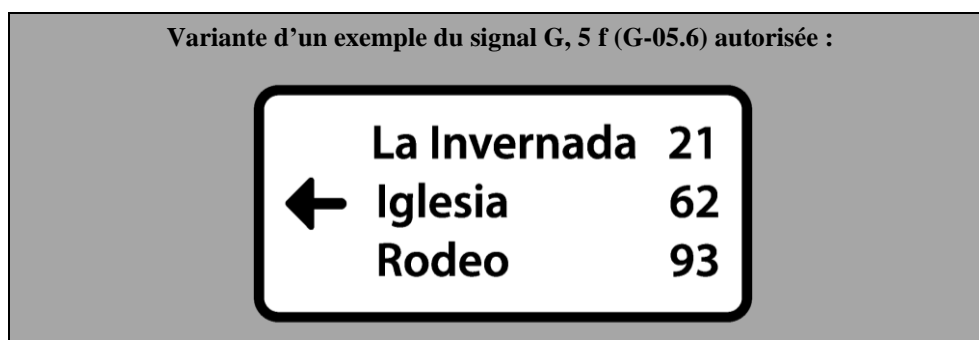 Variante d’un exemple du signal G, 5 f (G-05.6) autorisée :
La Invernada 21
Iglesia 62
Rodeo 93